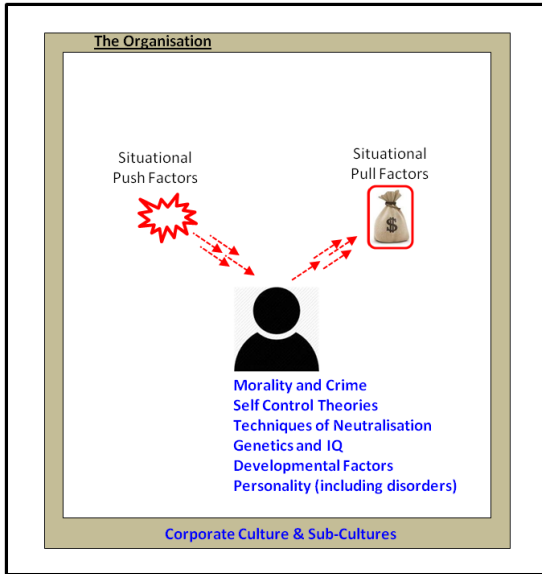 The Organisation
Situational
Push Factors
Situational
Pull Factors
$
Morality and Crime
Self Control Theories
Techniques of Neutralisation
Genetics and IQ
Developmental Factors
Personality (including disorders)
Corporate Culture & Sub-Cultures